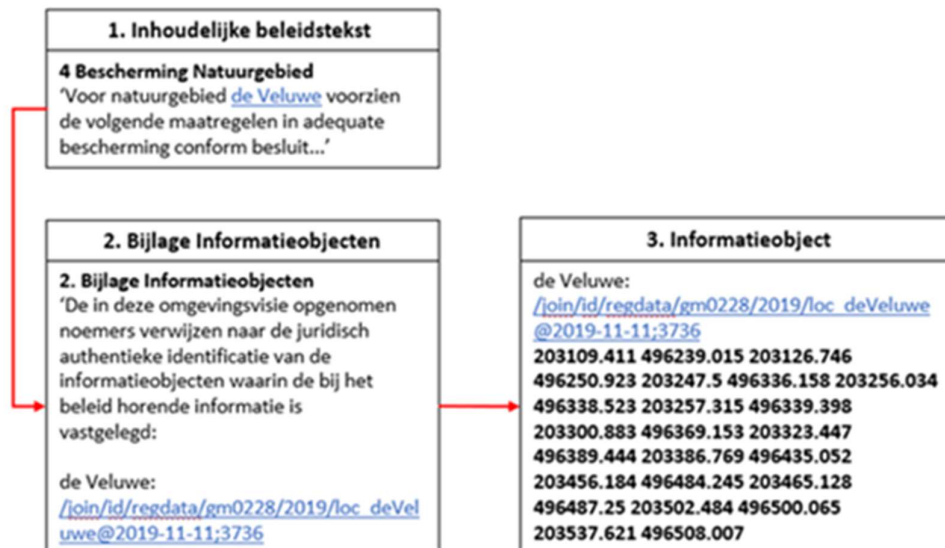 1. Inhoudelijke beleidstekst
4 Bescherming Natuurgebied
‘Voor natuurgebied de Veluwe voorzien
de volgende maatregelen in adequate
bescherming conform besluit...’
2. Bijlage Informatieobjecten
2. Bijlage Informatieobjecten
‘De in deze omgevingsvisie opgenomen
noemers verwijzen naar de juridisch
authentieke identificatie van de
informatieobjecten waarin de bij het
beleid horende informatie is
vastgelegd:
de Veluwe:
/join/id/regdata/gm0228/2019/loc_deVel
uwe@2019-11-11;3736
3. Informatieobject
de Veluwe:
/join/id/regdata/gm0228/2019/loc_deVeluwe
@2019-11-11;3736
203109.411 496239.015 203126.746
496250.923 203247.5 496336.158 203256.034
496338.523 203257.315 496339.398
203300.883 496369.153 203323.447
496389.444 203386.769 496435.052
203456.184 496484.245 203465.128
496487.25 203502.484 496500.065
203537.621 496508.007